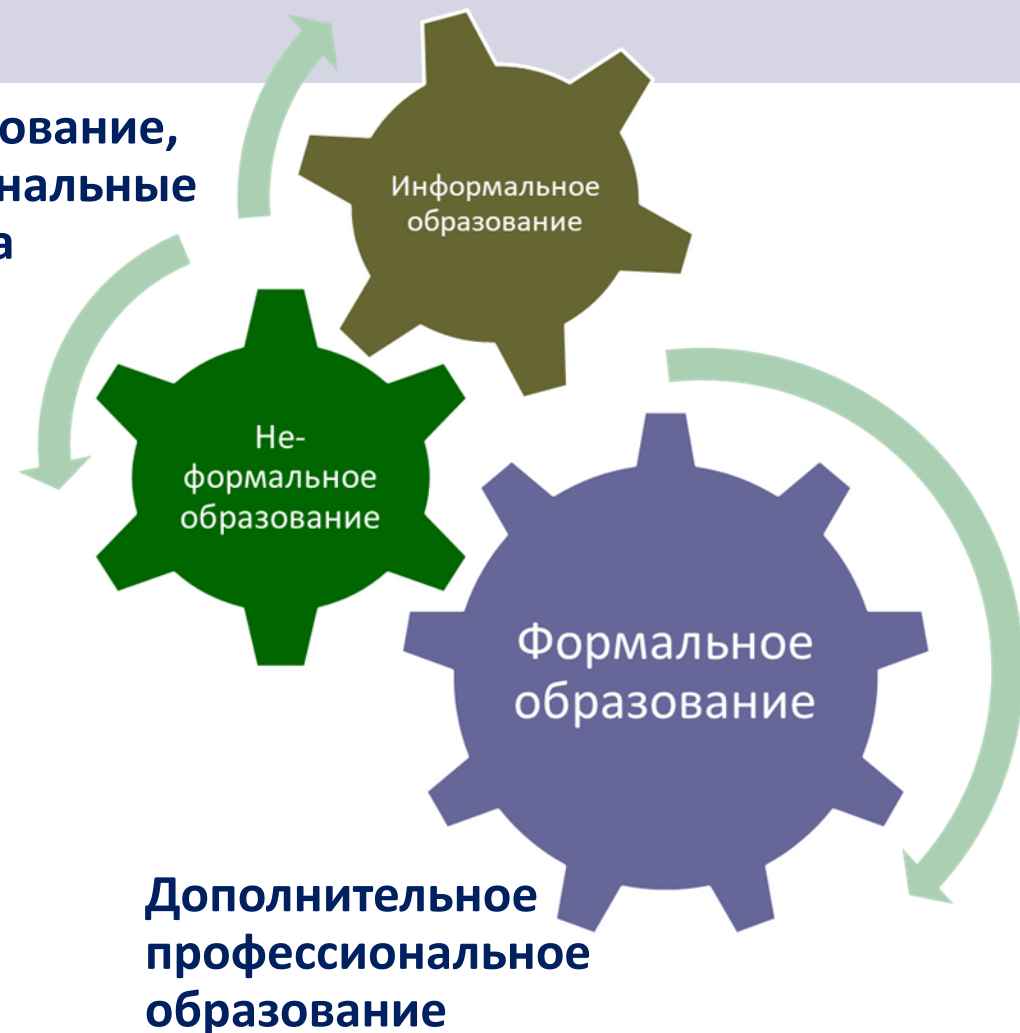 ование,
нальные
а
Информальное
образование
Не-
формальное
образование
Формальное
образование
Дополнительное
профессиональное
образование